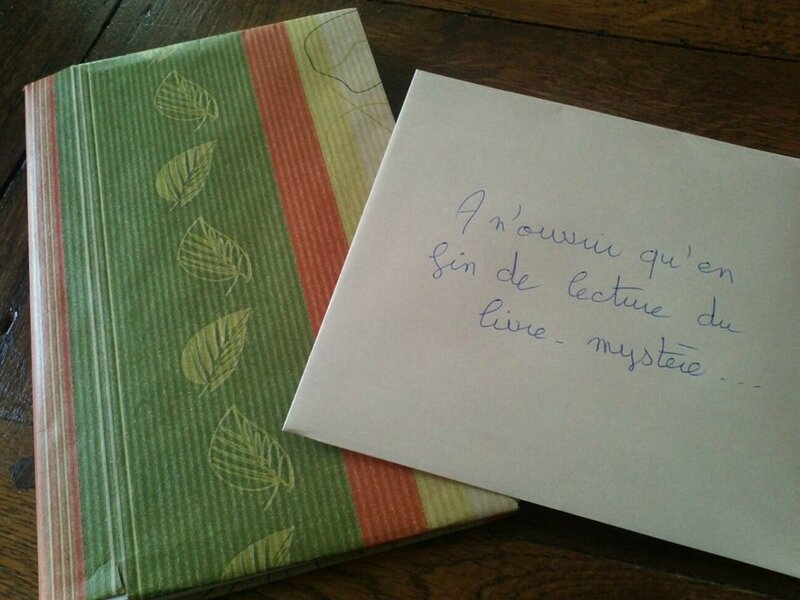 A n'ouvrir qu'en
fin de lecture du
livre-mystère...